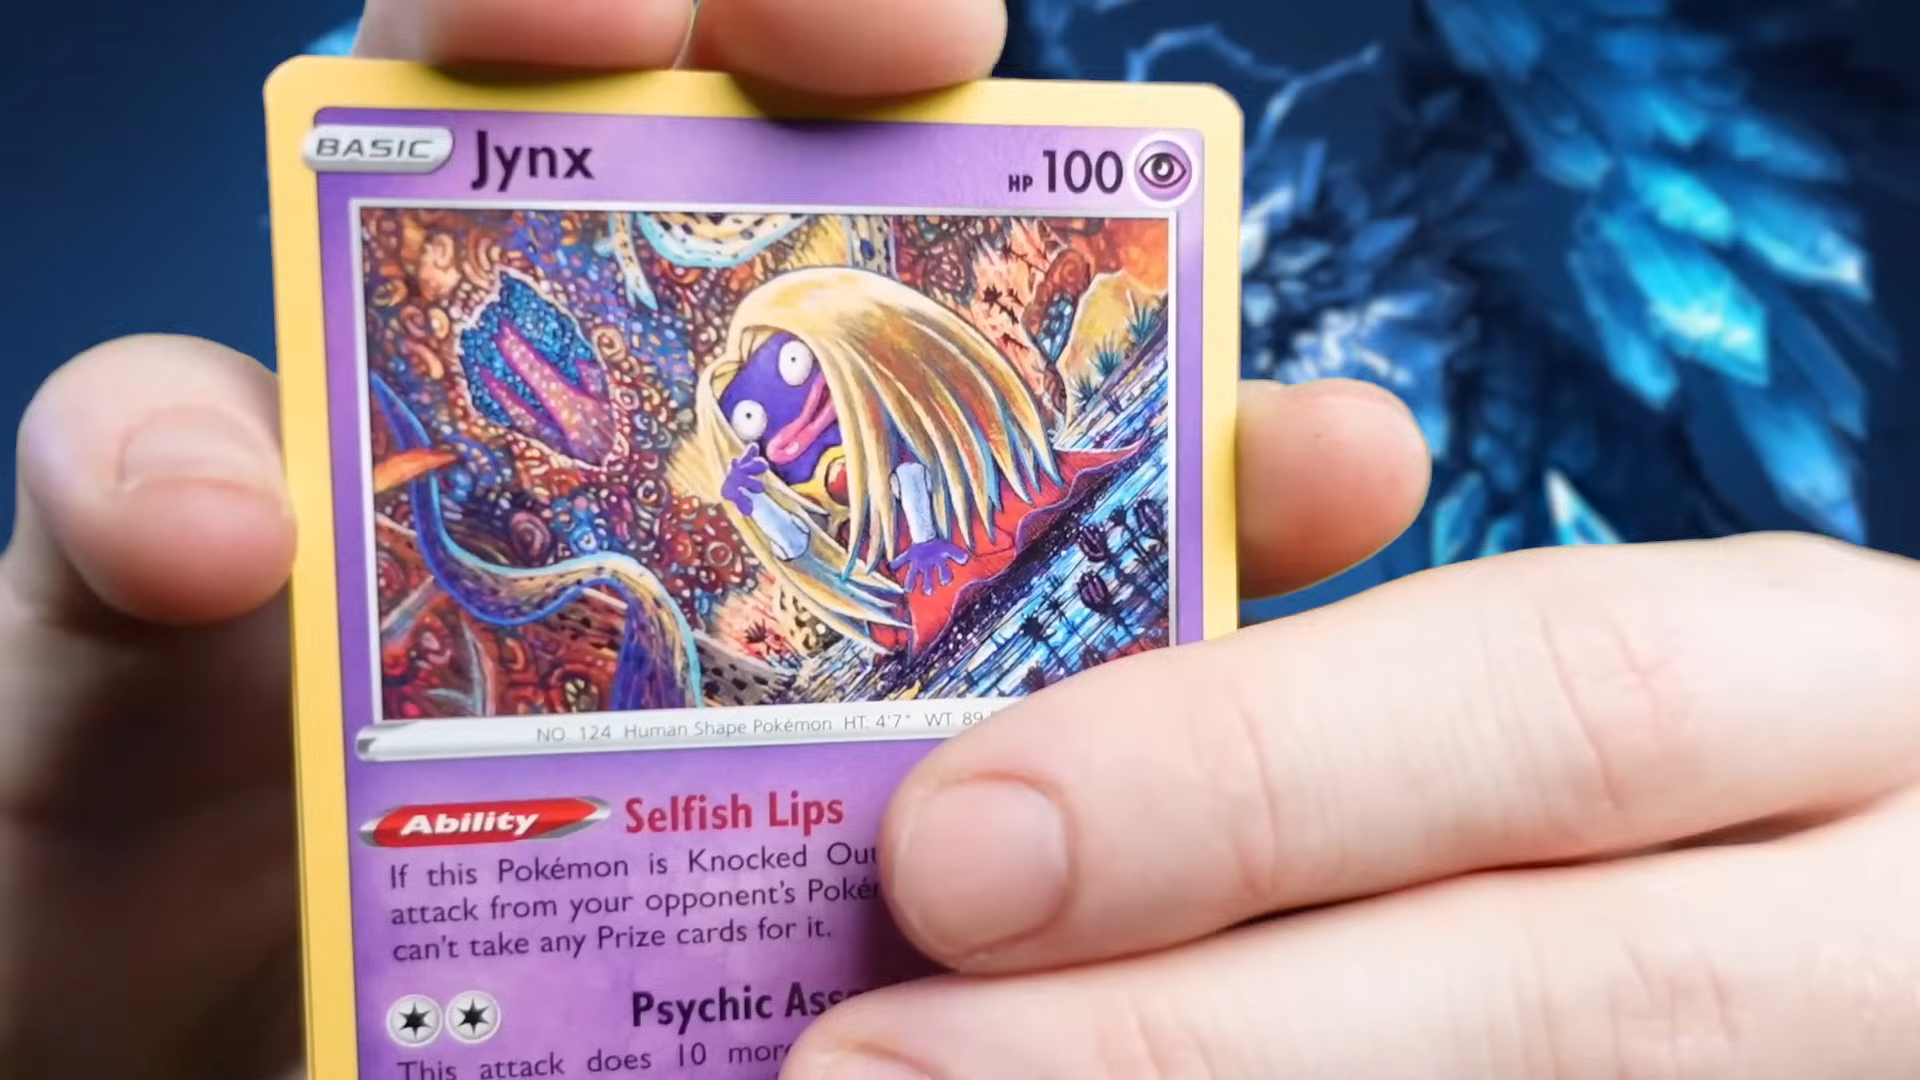 BASIC Jynx HP 100
NO. 124 Human Shape Pokémon HT. 4'7" WT. 89
Ability Selfish Lips
If this Pokémon is Knocked Out
attack from your opponent's
can't take any Prize cards for it.
Psychic
This attack does 10 more